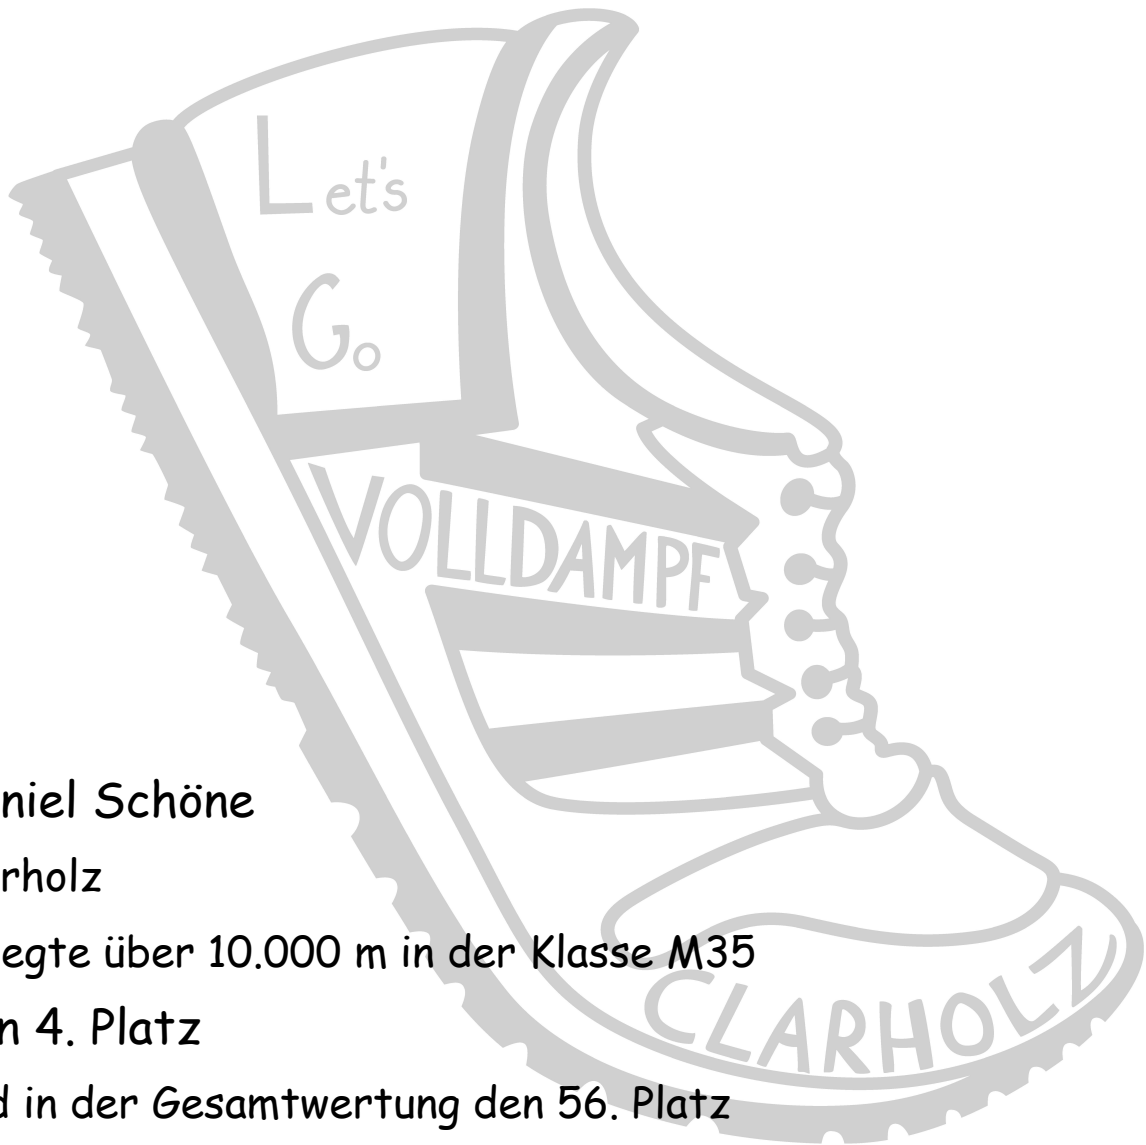 Let's
Go
VOLLDAMPF
niel Schöne
rholz
egte über 10.000 m in der Klasse M35
n 4. Platz
d in der Gesamtwertung den 56. Platz
CLARHOLZ